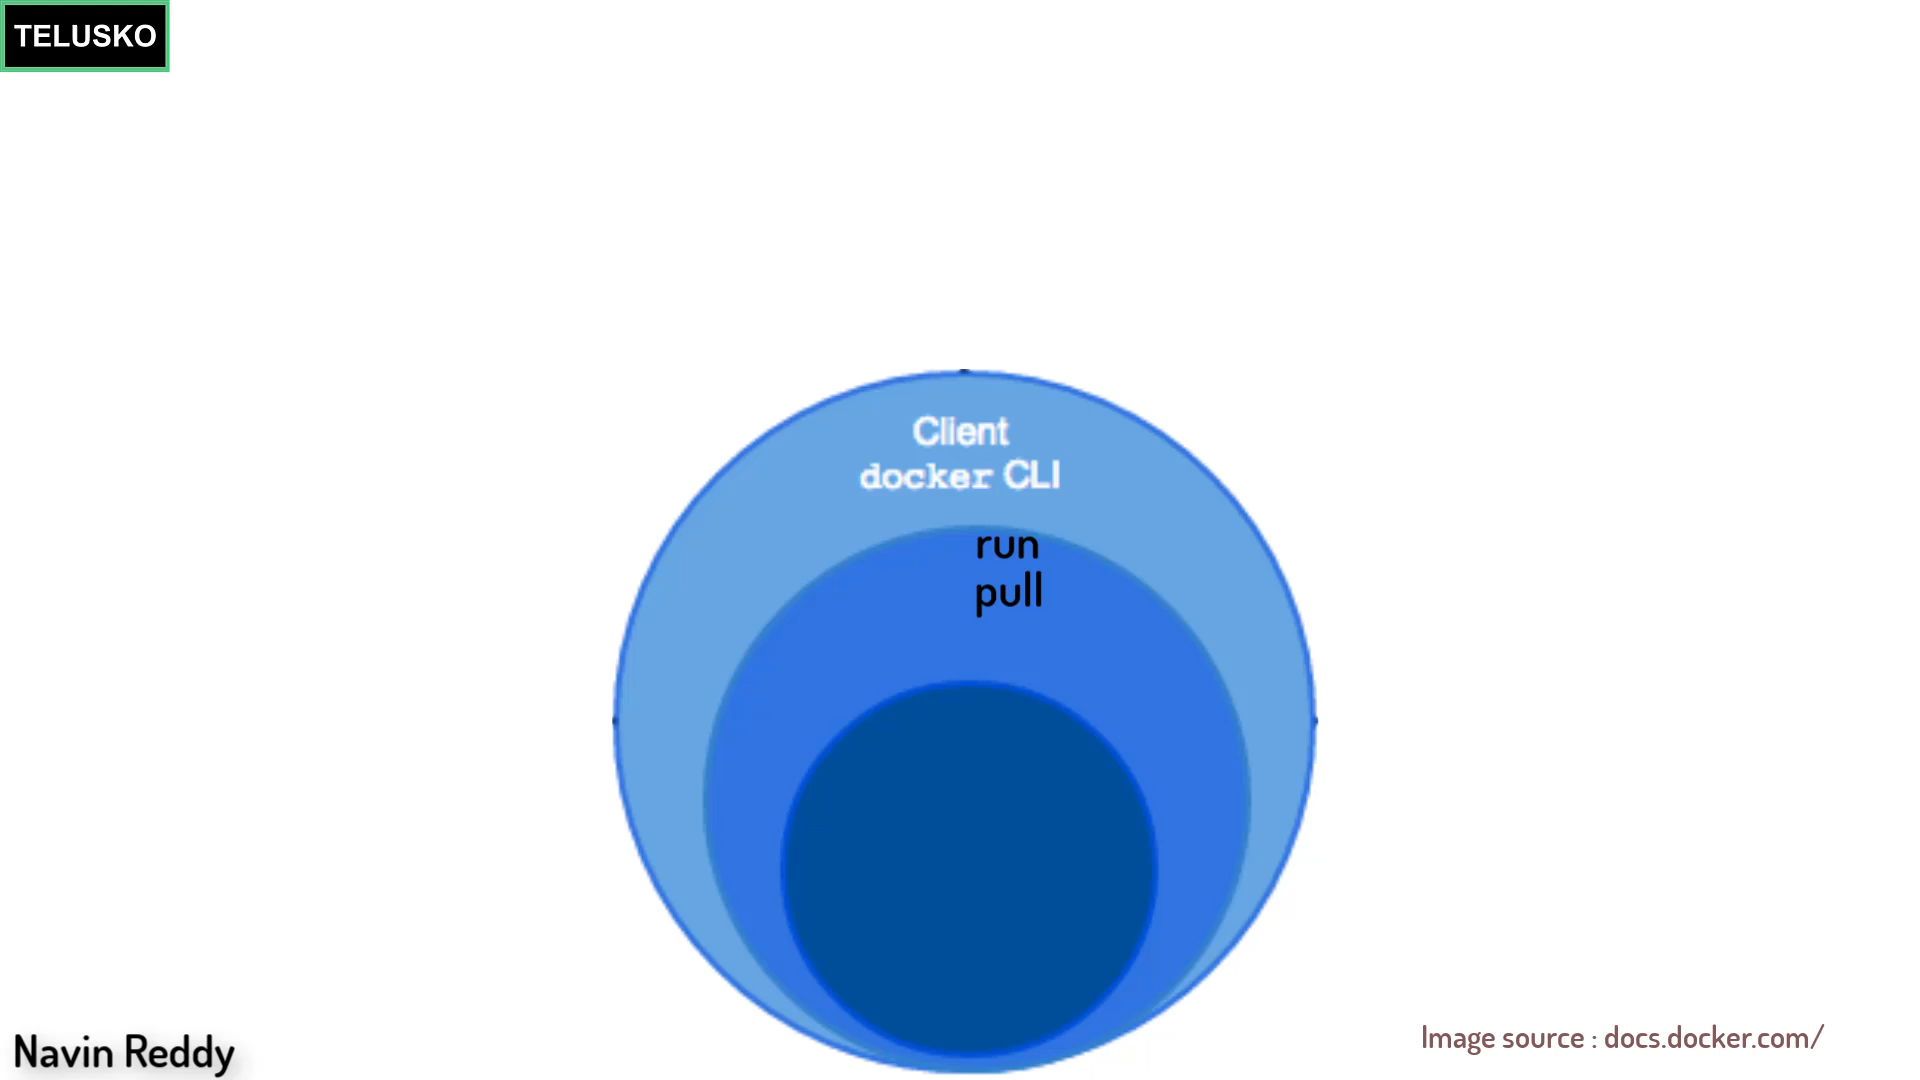 TELUSKO
Client
docker CLI
run
pull
Navin Reddy
Image source : docs.docker.com/